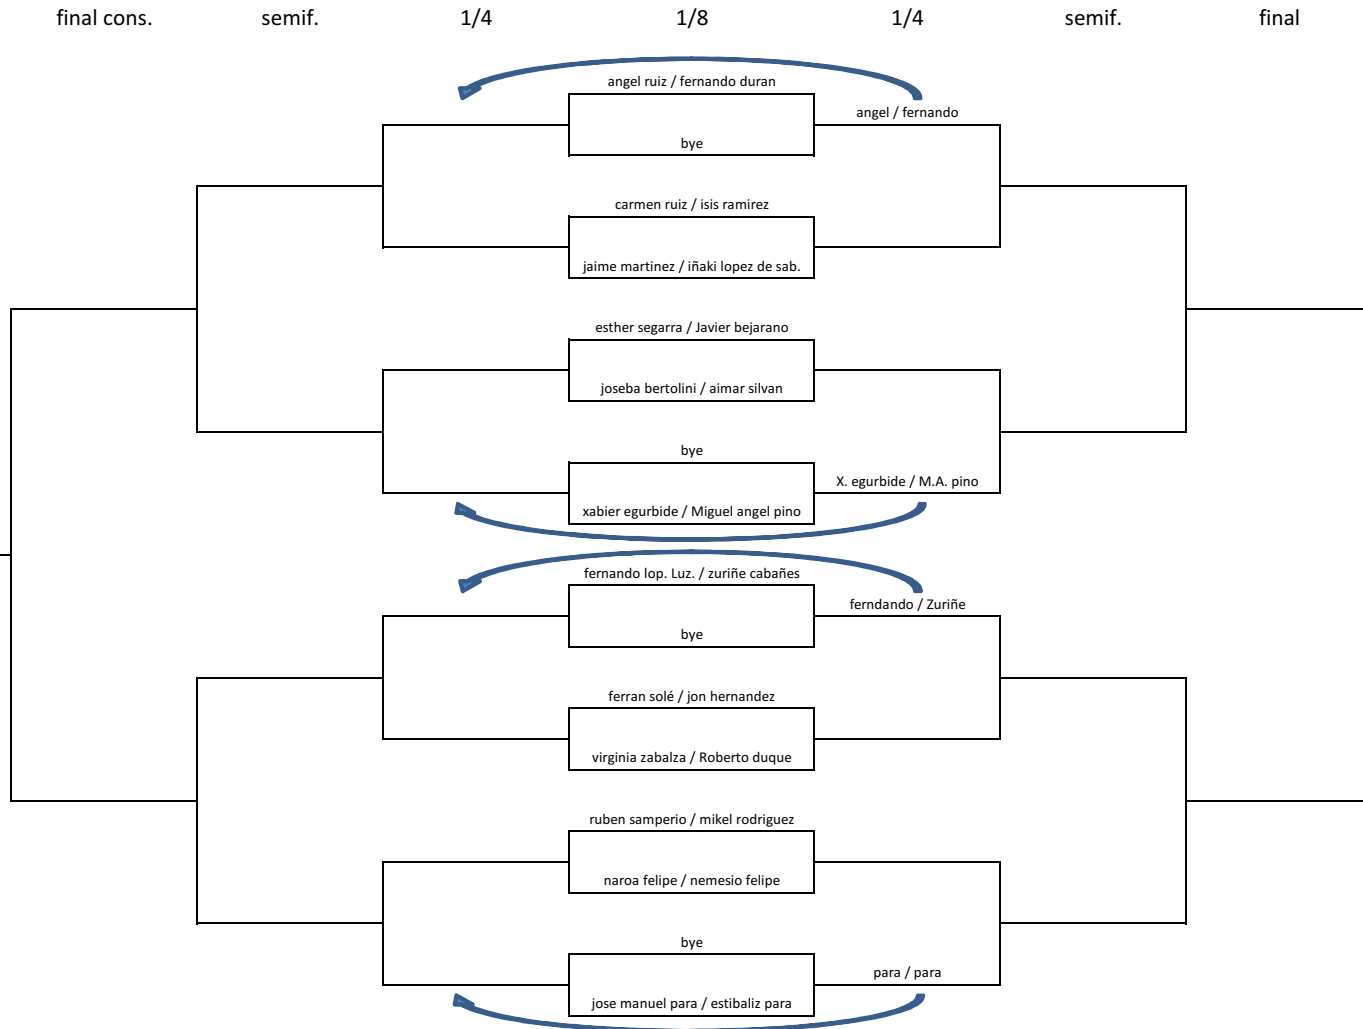 final cons. semif. 1/4 1/8 1/4 semif. final
angel ruiz / fernando duran
angel / fernando
bye
carmen ruiz / isis ramirez
jaime martinez / iñaki lopez de sab.
esther segarra / Javier bejarano
joseba bertolini / aimar silvan
bye
X. egurbide / M.A. pino
xabier egurbide / Miguel angel pino
fernando lop. Luz. / zuriñe cabañes
ferndando / Zuriñe
bye
ferran solé / jon hernandez
virginia zabalza / Roberto duque
ruben samperio / mikel rodriguez
naroa felipe / nemesio felipe
bye
para / para
jose manuel para / estibaliz para